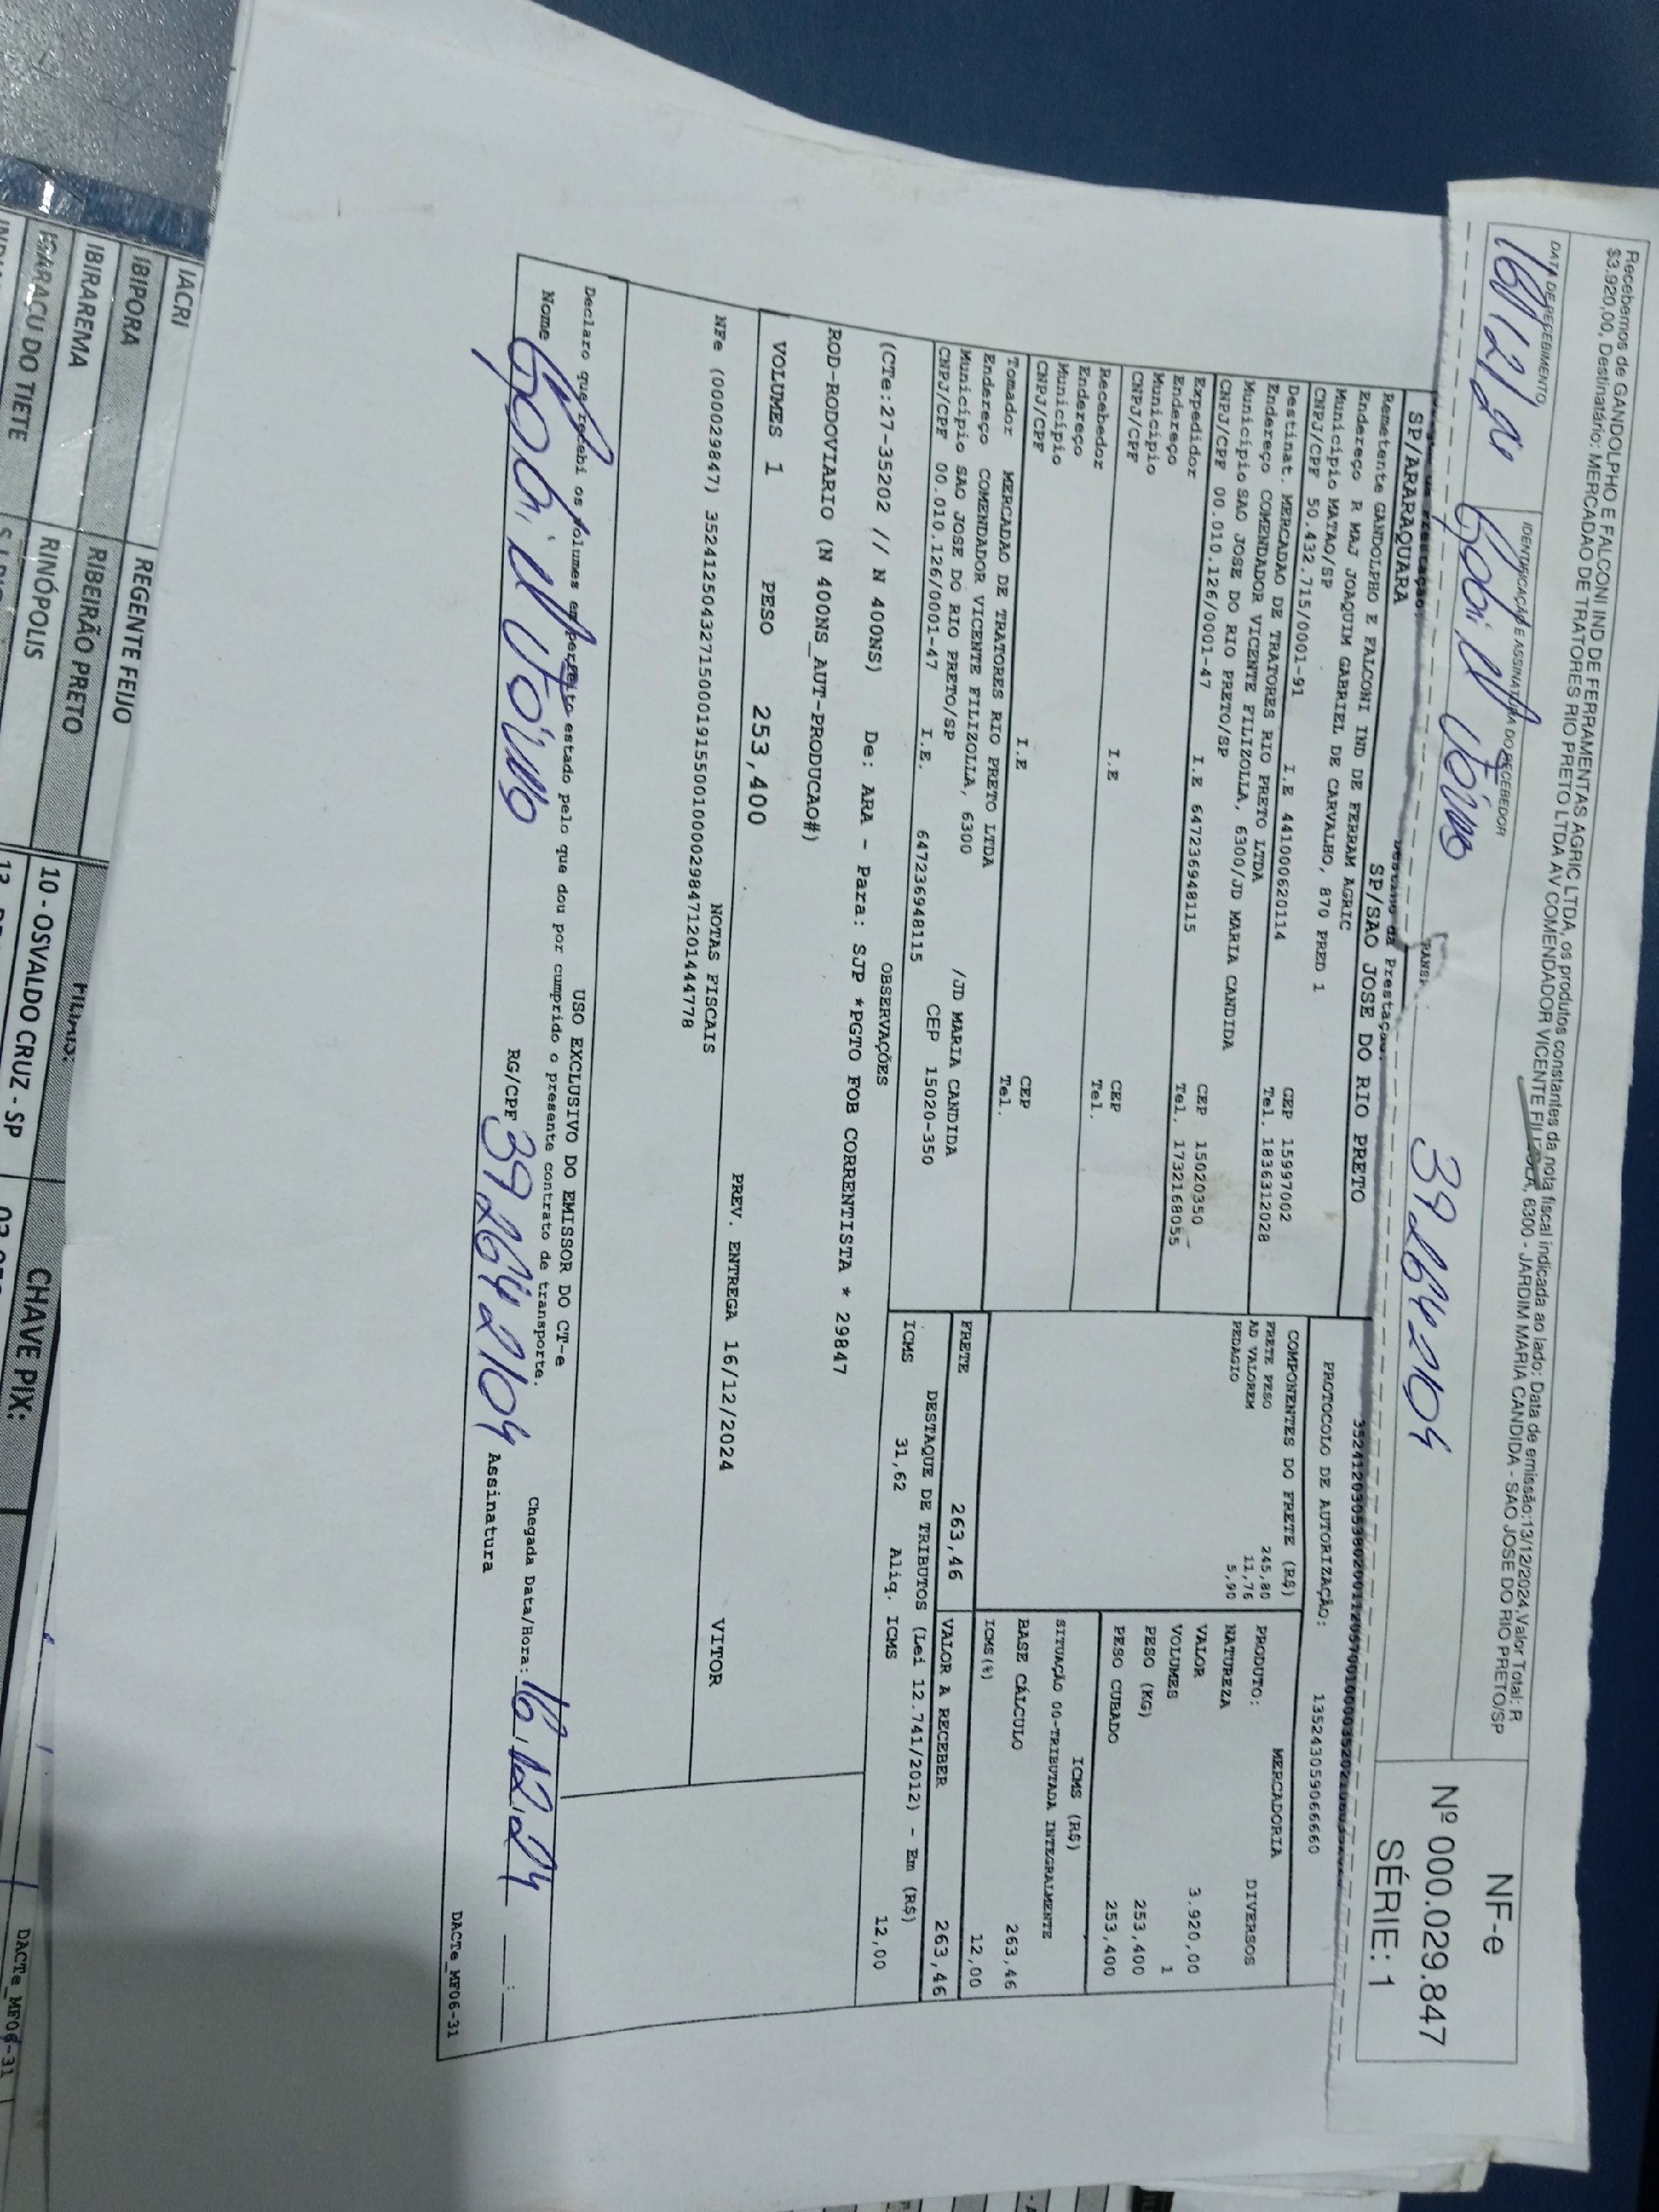 Recebemos de GANDOLPHO E FALCONI IND DE FERRAMENTAS AGRIC LTDA, os produtos constantes da nota fiscal indicada ao lado; Data de emissão:13/12/2024,Valor Total: R
$3.920,00, Destinatário: MERCADAO DE TRATORES RIO PRETO LTDA AV COMENDADOR VICENTE 6300 - JARDIM MARIA CANDIDA - SAO JOSE DO RIO PRETO/SP
DATA DE RECEBIMENTO
IDENTIFICAÇÃO E ASSINATURA DO RECEBEDOR
16/12/24
392642104
NF-e
Nº 000.029.847
SÉRIE: 1
SP/ARARAQUARA
SP/SAO JOSE DO RIO PRETO
Remetente GANDOLPHO E FALCONI IND DE FERRAM AGRIC
Endereço R MAJ JOAQUIM GABRIEL DE CARVALHO, 870 PRED 1
Município MATAO/SP CEP 15997002
CNPJ/CPF 50.432.715/0001-91 I.E 441000620114 Tel. 1836312028
Destinat. MERCADAO DE TRATORES RIO PRETO LTDA
Endereço COMENDADOR VICENTE FILIZOLLA, 6300/JD MARIA CANDIDA
Município SAO JOSE DO RIO PRETO/SP CEP 15020350
CNPJ/CPF 00.010.126/0001-47 I.E 647236948115 Tel. 1732168055
Expedidor
Endereço
Município CEP
CNPJ/CPF I.E Tel.
Recebedor
Endereço
Município CEP
CNPJ/CPF I.E Tel.
Tomador MERCADAO DE TRATORES RIO PRETO LTDA
Endereço COMENDADOR VICENTE FILIZOLLA, 6300 /JD MARIA CANDIDA
Município SAO JOSE DO RIO PRETO/SP CEP 15020-350
CNPJ/CPF 00.010.126/0001-47 I.E. 647236948115
PROTOCOLO DE AUTORIZAÇÃO: 135243059066660
COMPONENTES DO FRETE (R$)
FRETE PESO 245,80
AD VALOREM 11,76
PEDAGIO 5,90
MERCADORIA
PRODUTO: DIVERSOS
NATUREZA
VALOR 3.920,00
VOLUMES 1
PESO (KG) 253,400
PESO CUBADO 253,400
ICMS (R$)
SITUAÇÃO 00-TRIBUTADA INTEGRALMENTE
BASE CÁLCULO 263,46
ICMS(%) 12,00
FRETE 263,46 VALOR A RECEBER 263,46
DESTAQUE DE TRIBUTOS (Lei 12.741/2012) - Em (R$)
ICMS 31,62 Aliq. ICMS 12,00
OBSERVAÇÕES
(CTe:27-35202 // N 400NS) De: ARA - Para: SJP *PGTO FOB CORRENTISTA * 29847
ROD-RODOVIARIO (N 400NS_AUT-PRODUCAO#)
VOLUMES 1 PESO 253,400 PREV. ENTREGA 16/12/2024 VITOR
NOTAS FISCAIS
NFe (000029847) 35241250432715000191550010000298471201444778
USO EXCLUSIVO DO EMISSOR DO CT-e
Declaro que recebi os volumes em perfeito estado pelo que dou por cumprido o presente contrato de transporte.
Chegada Data/Hora: 16.12.24
Nome RG/CPF 392642104 Assinatura
DACTe_MF06-31
IACRI
IBIPORA REGENTE FEIJO
IBIRAREMA RIBEIRÃO PRETO
IGARACU DO TIETE RINÓPOLIS
10 - OSVALDO CRUZ - SP
CHAVE PIX:
DACTe_MF06-31